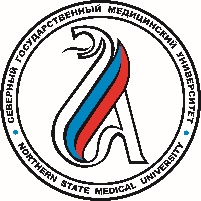 СЕВЕРНЫЙ ГОСУДАРСТВЕННЫЙ МЕДИЦИНСКИЙ УНИВЕРСИТЕТ
NORTHERN STATE MEDICAL UNIVERSITY